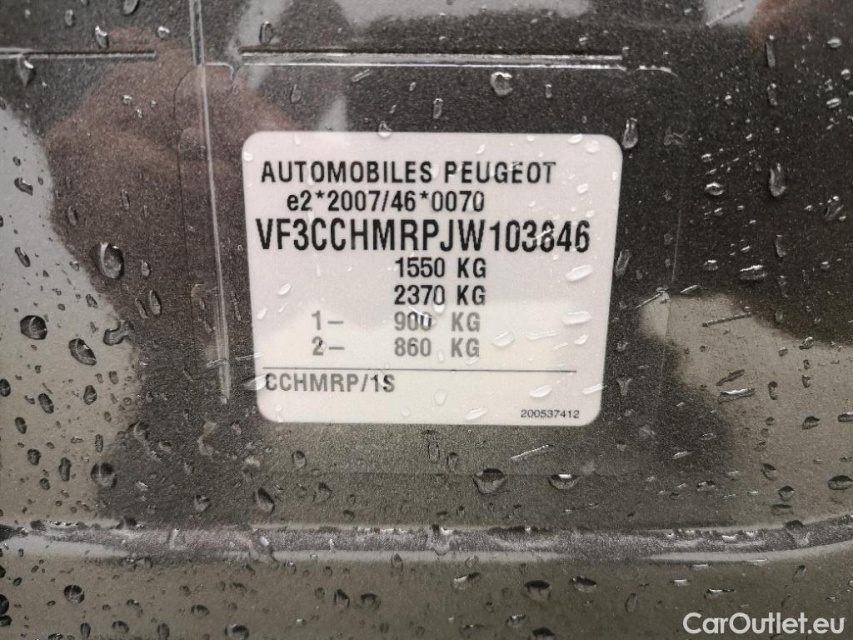 AUTOMOBILES PEUGEOT
e2*2007/46*0070
VF3CCHMRPJW103846
1550 KG
2370 KG
1- 900 KG
2- 860 KG
CCHMRP/1S
200537412
CarOutlet.eu